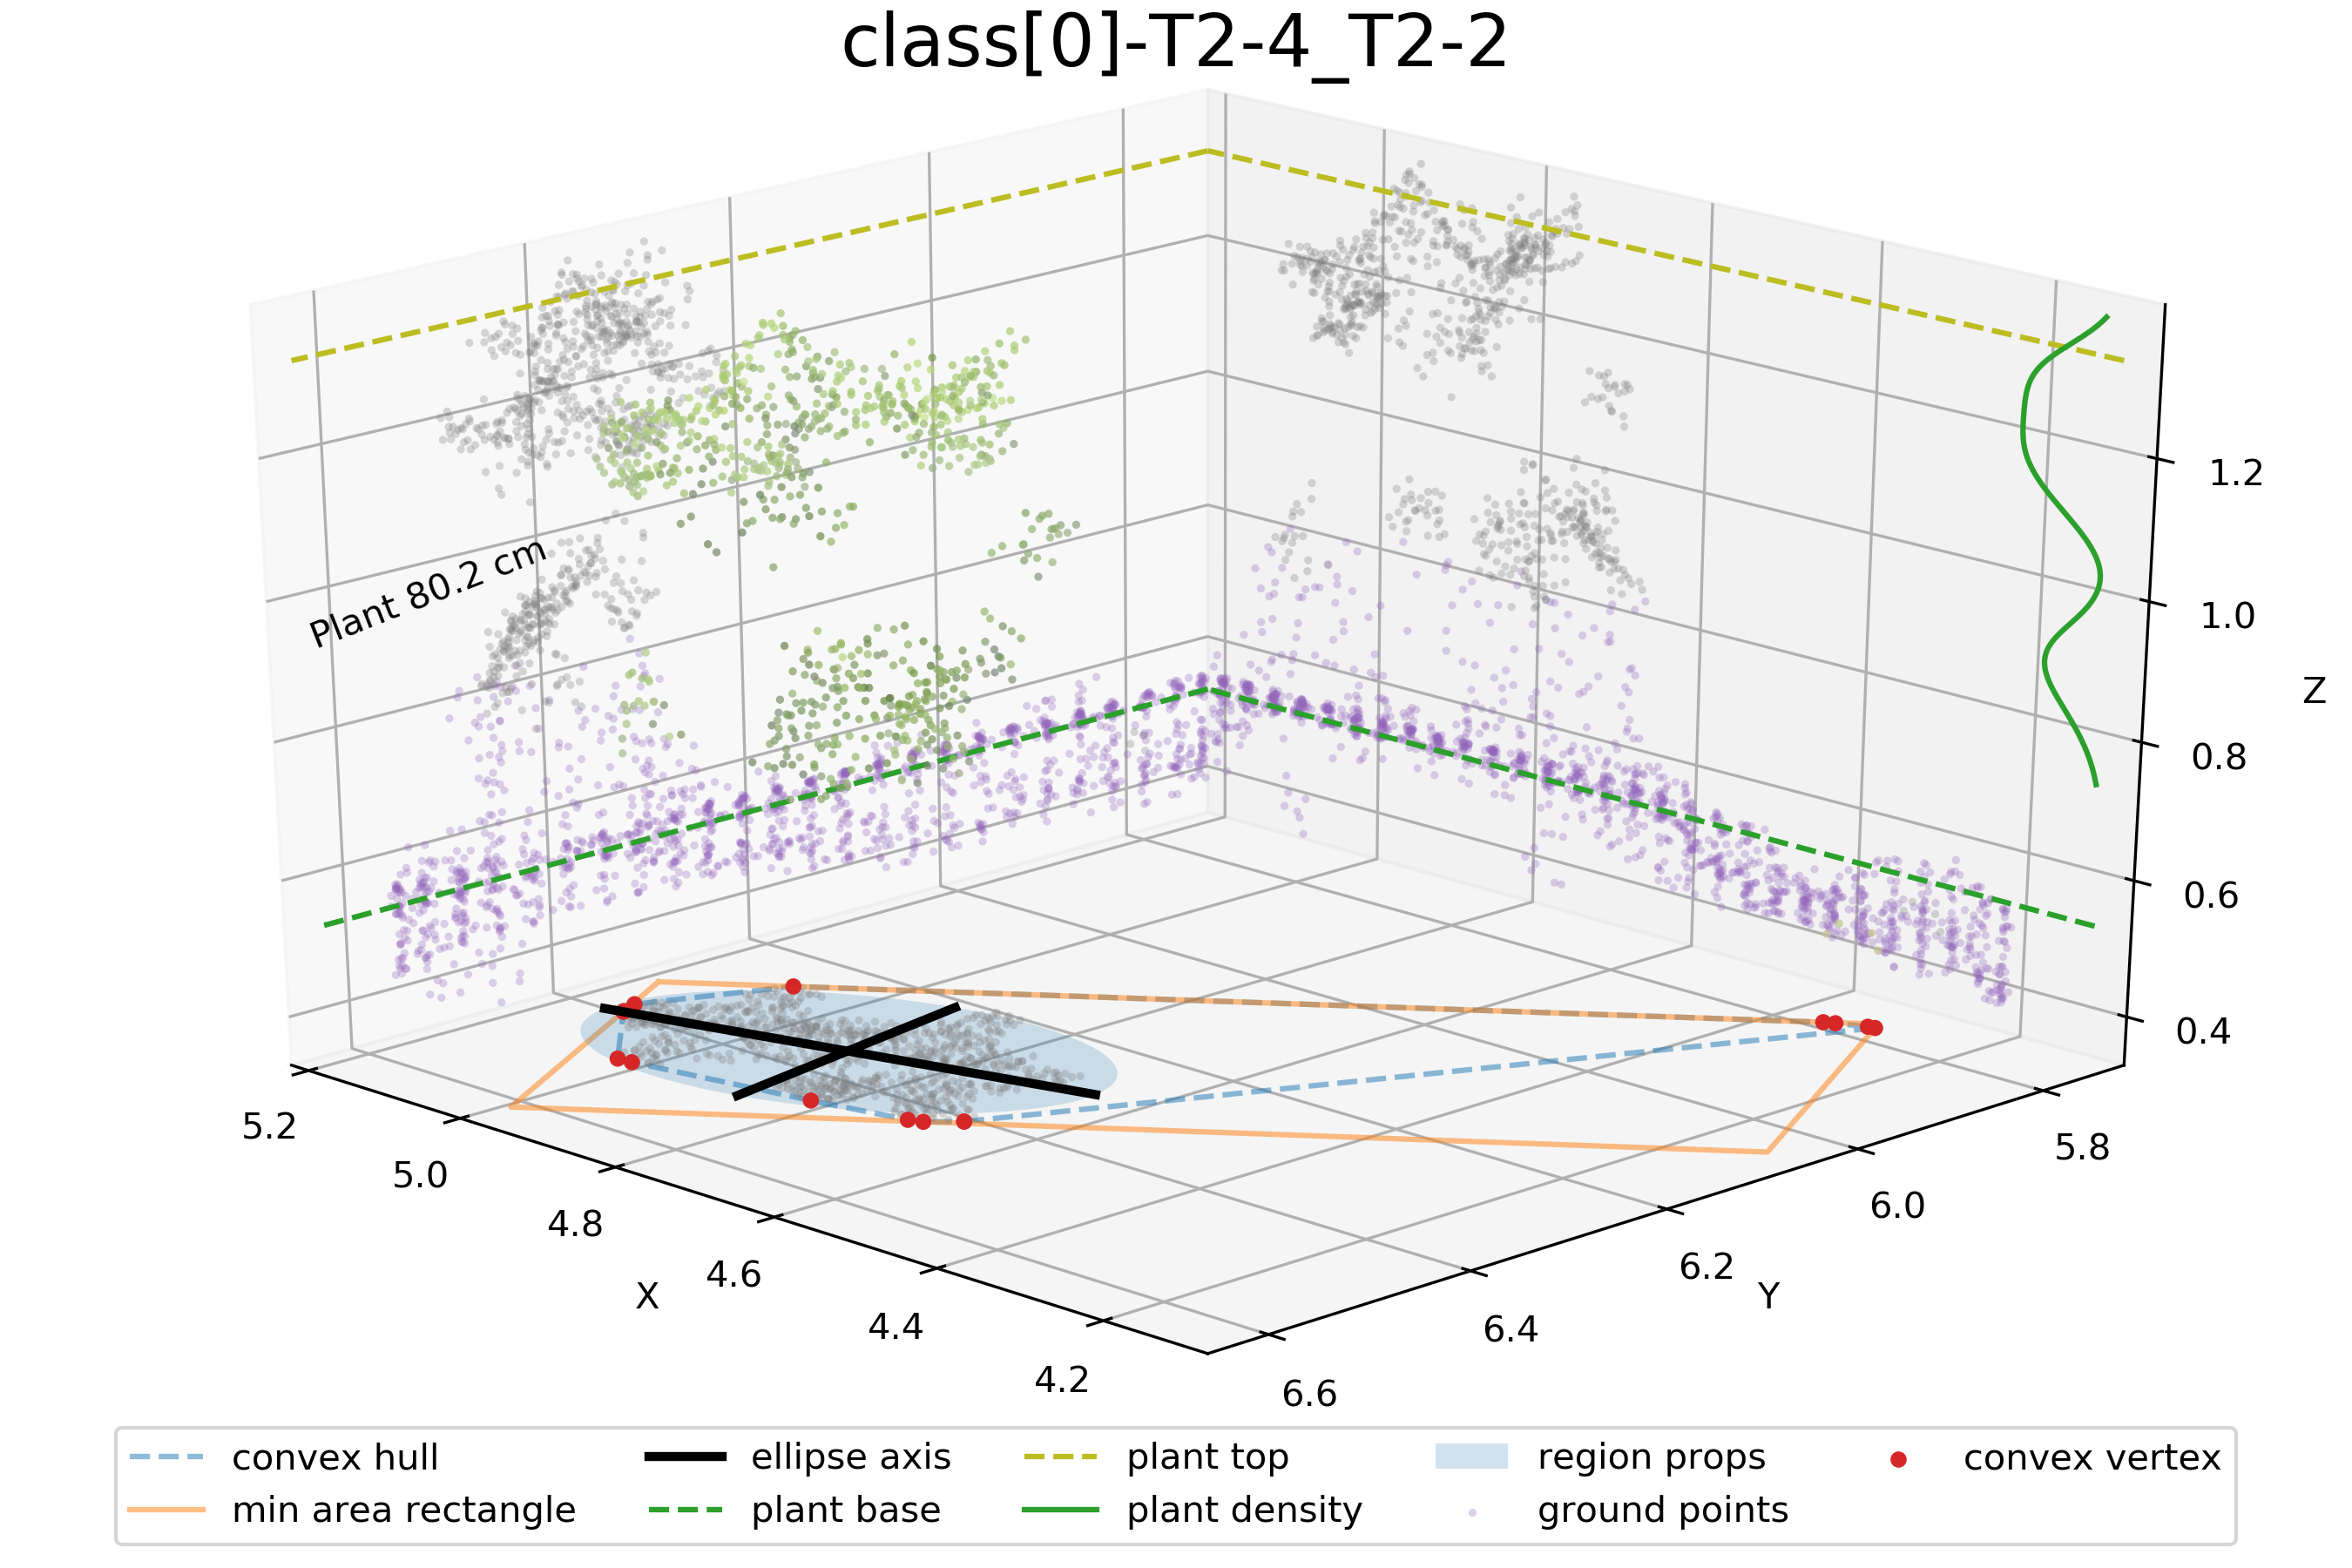 class[0]-T2-4_T2-2
Plant 80.2 cm
1.2
1.0
Z
0.8
0.6
0.4
5.2
5.0
4.8
4.6
4.4
4.2
X
5.8
6.0
6.2
6.4
6.6
Y
convex hull
min area rectangle
ellipse axis
plant base
plant top
plant density
region props
ground points
convex vertex